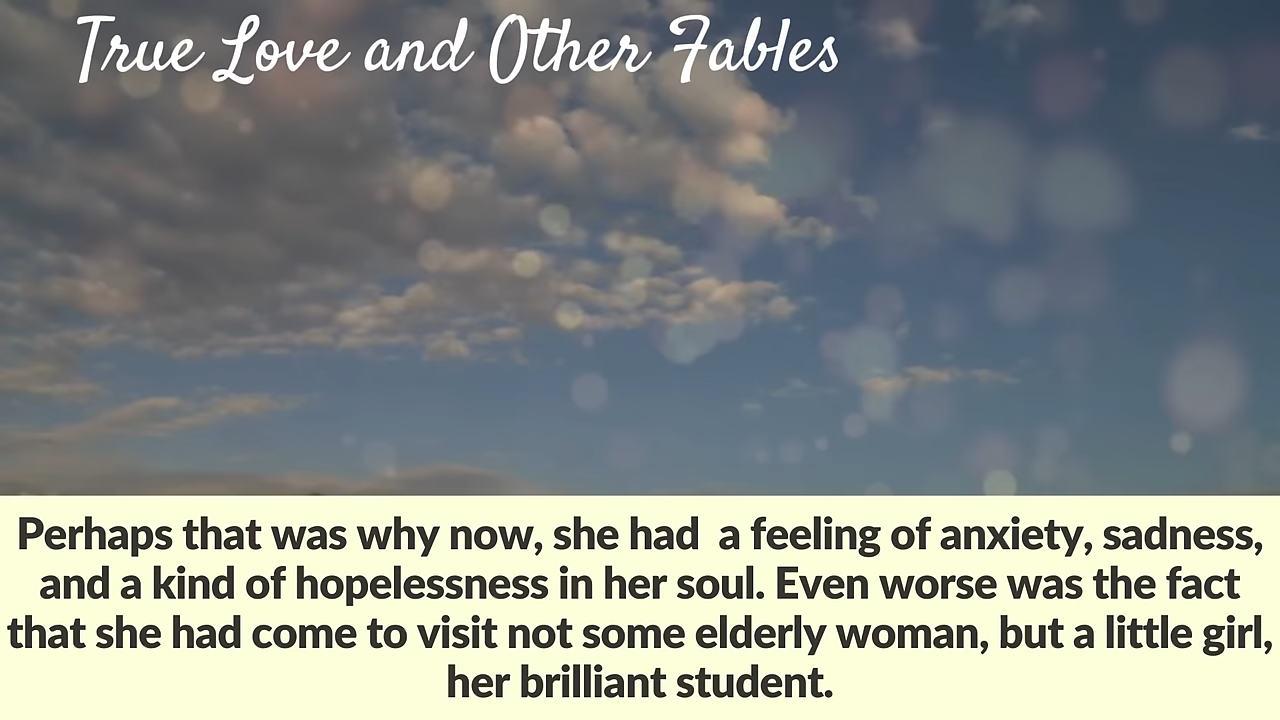 True Love and Other Fables
Perhaps that was why now, she had  a feeling of anxiety, sadness,
and a kind of hopelessness in her soul. Even worse was the fact
that she had come to visit not some elderly woman, but a little girl,
her brilliant student.